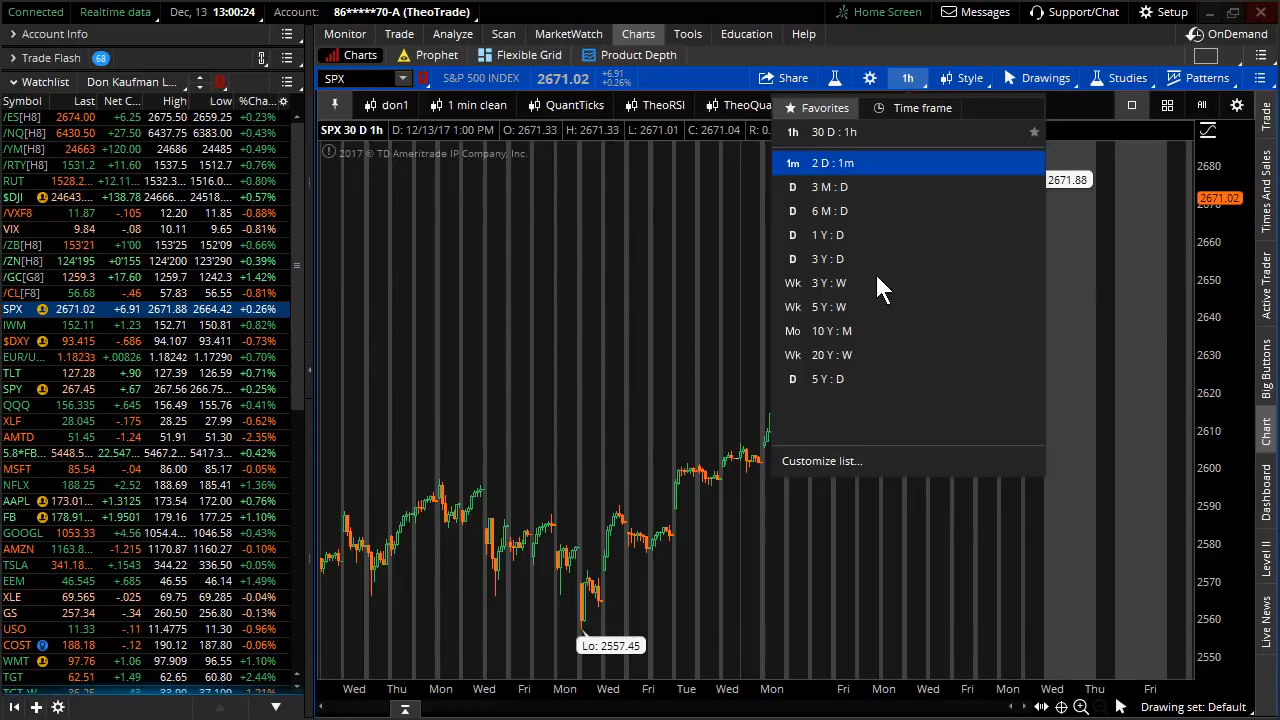 Connected Realtime data Dec, 13 13:00:24 Account: 86*****70-A (TheoTrade) Home Screen Messages Support/Chat Setup
Account Info Monitor Trade Analyze Scan MarketWatch Charts Tools Education Help OnDemand
Trade Flash 68 Charts Prophet Flexible Grid Product Depth
Watchlist Don Kaufman L... SPX S&P 500 INDEX 2671.02 +6.91 +0.26% Share 1h Style Drawings Studies Patterns
Symbol Last Net C... High Low %Cha...
don1 1 min clean QuantTicks TheoRSI TheoQua All
Favorites Time frame
SPX 30 D 1h D: 12/13/17 1:00 PM O: 2671.33 H: 2671.33 L: 2671.01 C: 2671.04 R: 0.
2017 © TD Ameritrade IP Company, Inc.
1h 30 D : 1h
1m 2 D : 1m
D 3 M : D
D 6 M : D
D 1 Y : D
D 3 Y : D
Wk 3 Y : W
Wk 5 Y : W
Mo 10 Y : M
Wk 20 Y : W
D 5 Y : D
Customize list...
/ES[H8] 2674.00 +7.25 2675.50 2659.25 +0.23%
/NQ[H8] 6430.50 +27.50 6437.75 6387.75 +0.43%
/YM[H8] 24663 +120 24686 24489 +0.49%
/RTY[H8] 1531.2 +11.60 1537.5 1512.7 +0.76%
RUT 1528.2... +12.11... 1532.3... 1516.0... +0.80%
$DJI 24643.... +138.78 24666.... 24508.... +0.57%
/VXF8 11.87 -.105 12.20 11.85 -0.88%
VIX 9.84 -.08 10.11 9.45 -0.81%
/ZB[H8] 153'21 +1'00 153'25 152'09 +0.66%
/ZN[H8] 124'195 +0'115 124'200 123'290 +0.29%
/GC[G8] 1259.3 +17.60 1259.7 1242.3 +1.42%
/CL[F8] 56.68 -.46 57.83 56.55 -0.81%
SPX 2671.02 +6.91 2671.88 2664.42 +0.26%
IWM 152.11 +1.23 152.71 150.81 +0.82%
$DXY 93.415 -.686 94.107 93.411 -0.73%
EUR/U... 1.18226 +.00826 1.18242 1.17290 +0.70%
TLT 127.28 +.90 127.39 126.59 +0.71%
SPY 267.45 +.67 267.56 266.75... +0.25%
QQQ 156.335 +.645 156.49 155.76 +0.41%
XLF 28.045 -.175 28.25 27.99 -0.62%
AMTD 51.45 -1.24 51.91 51.30 -2.35%
5.8*FB... 5448.5... +22.64... 5467.2... 5417.3... +0.42%
MSFT 85.54 -.04 86.00 85.17 -0.05%
NFLX 188.25 +2.52 188.69 185.41 +1.36%
AAPL 173.01... +1.3125 173.54 172.00 +0.76%
FB 178.91... +1.9501 179.16 177.25 +1.10%
GOOGL 1053.33 +4.56 1054.4... 1046.58 +0.43%
AMZN 1163.8... -1.215 1170.87 1160.27 -0.10%
TSLA 341.18... +.1543 344.22 336.50 +0.05%
EEM 46.545 +.685 46.55 46.14 +1.49%
XLE 69.565 -.025 69.75 69.285 -0.04%
GS 257.34 -.34 260.50 256.80 -0.13%
USO 11.33 -.11 11.4775 11.30 -0.96%
COST 188.18 -.12 190.12 187.80 -0.06%
WMT 97.76 +1.06 97.909 96.55 +1.10%
TGT 62.51 +1.49 62.65 60.80 +2.44%
2671.88
Lo: 2557.45
2680
2671.02
2660
2650
2640
2630
2620
2610
2600
2590
2580
2570
2560
2550
Wed Thu Mon Wed Fri Mon Wed Fri Tue Wed Mon Fri Mon Wed Fri Mon Wed Thu Fri
Drawing set: Default
Trade
Times And Sales
Active Trader
Big Buttons
Chart
Dashboard
Level II
Live News